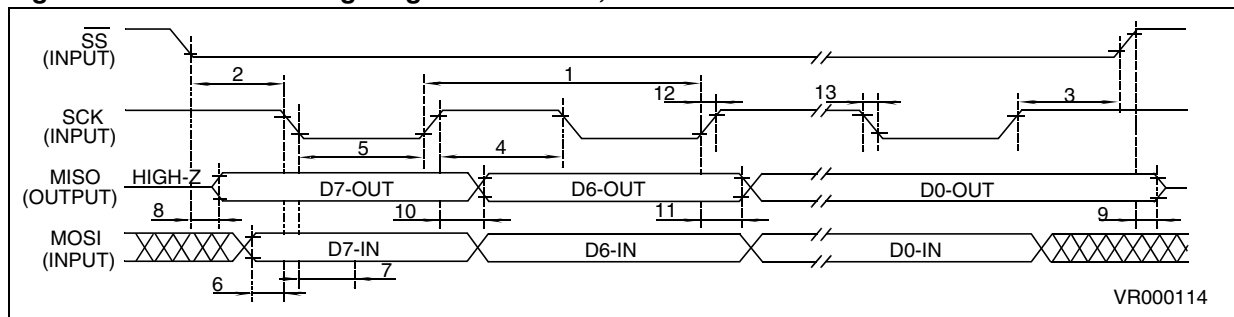 SS
(INPUT)
2
1
12
13
3
SCK
(INPUT)
5
4
MISO
(OUTPUT)
HIGH-Z
D7-OUT
D6-OUT
D0-OUT
8
10
11
9
MOSI
(INPUT)
D7-IN
D6-IN
D0-IN
7
6
VR000114